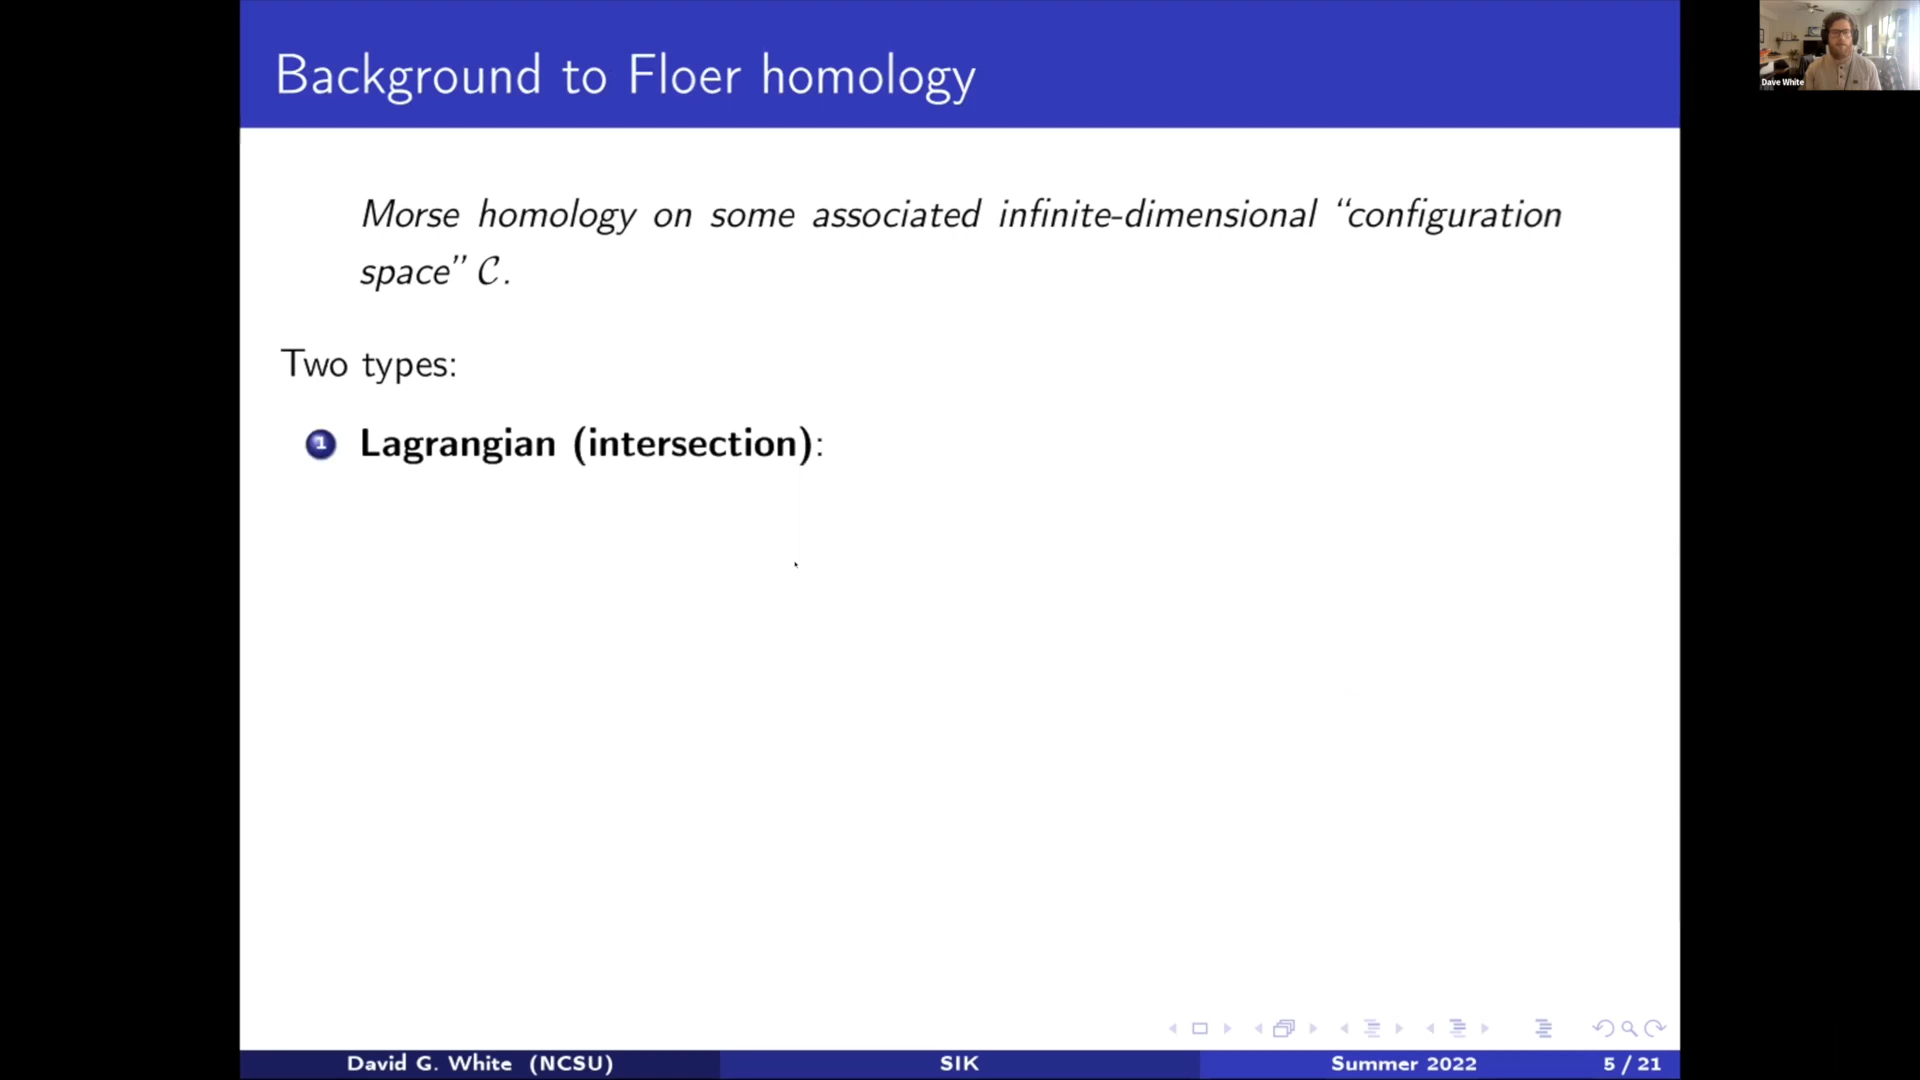 Background to Floer homology
Dave White
Morse homology on some associated infinite-dimensional “configuration
space” C.
Two types:
1 Lagrangian (intersection):
David G. White (NCSU) SIK Summer 2022 5 / 21